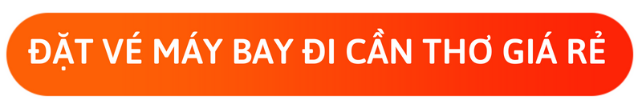 ĐẶT VÉ MÁY BAY ĐI CẦN THƠ GIÁ RẺ